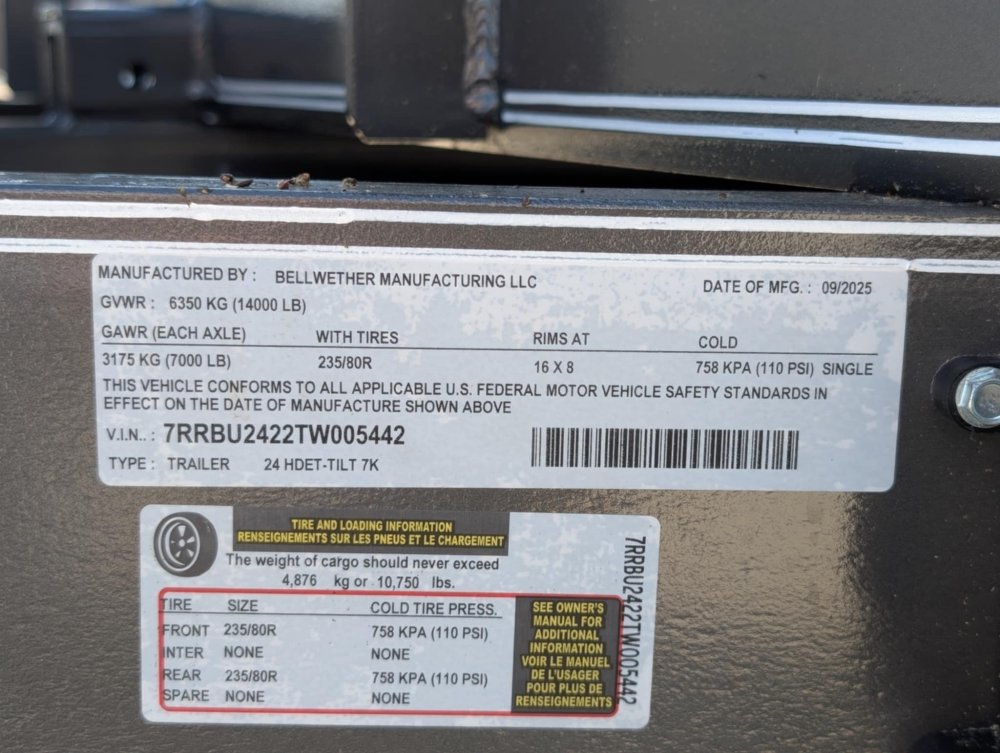 MANUFACTURED BY : BELLWETHER MANUFACTURING LLC DATE OF MFG. : 09/2025
GVWR : 6350 KG (14000 LB)
GAWR (EACH AXLE) WITH TIRES RIMS AT COLD
3175 KG (7000 LB) 235/80R 16 X 8 758 KPA (110 PSI) SINGLE
THIS VEHICLE CONFORMS TO ALL APPLICABLE U.S. FEDERAL MOTOR VEHICLE SAFETY STANDARDS IN
EFFECT ON THE DATE OF MANUFACTURE SHOWN ABOVE
V.I.N.. : 7RRBU2422TW005442
TYPE : TRAILER 24 HDET-TILT 7K
TIRE AND LOADING INFORMATION
RENSEIGNEMENTS SUR LES PNEUS ET LE CHARGEMENT
The weight of cargo should never exceed
4,876 kg or 10,750 lbs.
TIRE SIZE COLD TIRE PRESS.
FRONT 235/80R 758 KPA (110 PSI)
INTER NONE NONE
REAR 235/80R 758 KPA (110 PSI)
SPARE NONE NONE
SEE OWNER'S
MANUAL FOR
ADDITIONAL
INFORMATION
VOIR LE MANUEL
DE L'USAGER
POUR PLUS DE
RENSEIGNEMENTS
7RRBU2422TW005442